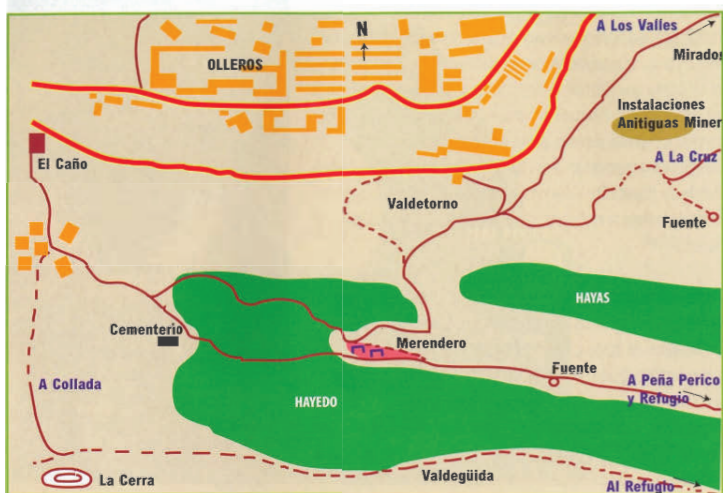 A Los Valles
N
Mirador
OLLEROS
Instalaciones
Anitiguas Miner
El Caño
A La Cruz
Valdetorno
Fuente
HAYAS
Cementerio
Merendero
Fuente
A Collada
A Peña Perico
y Refugio
HAYEDO
La Cerra
Valdegüida
Al Refugio